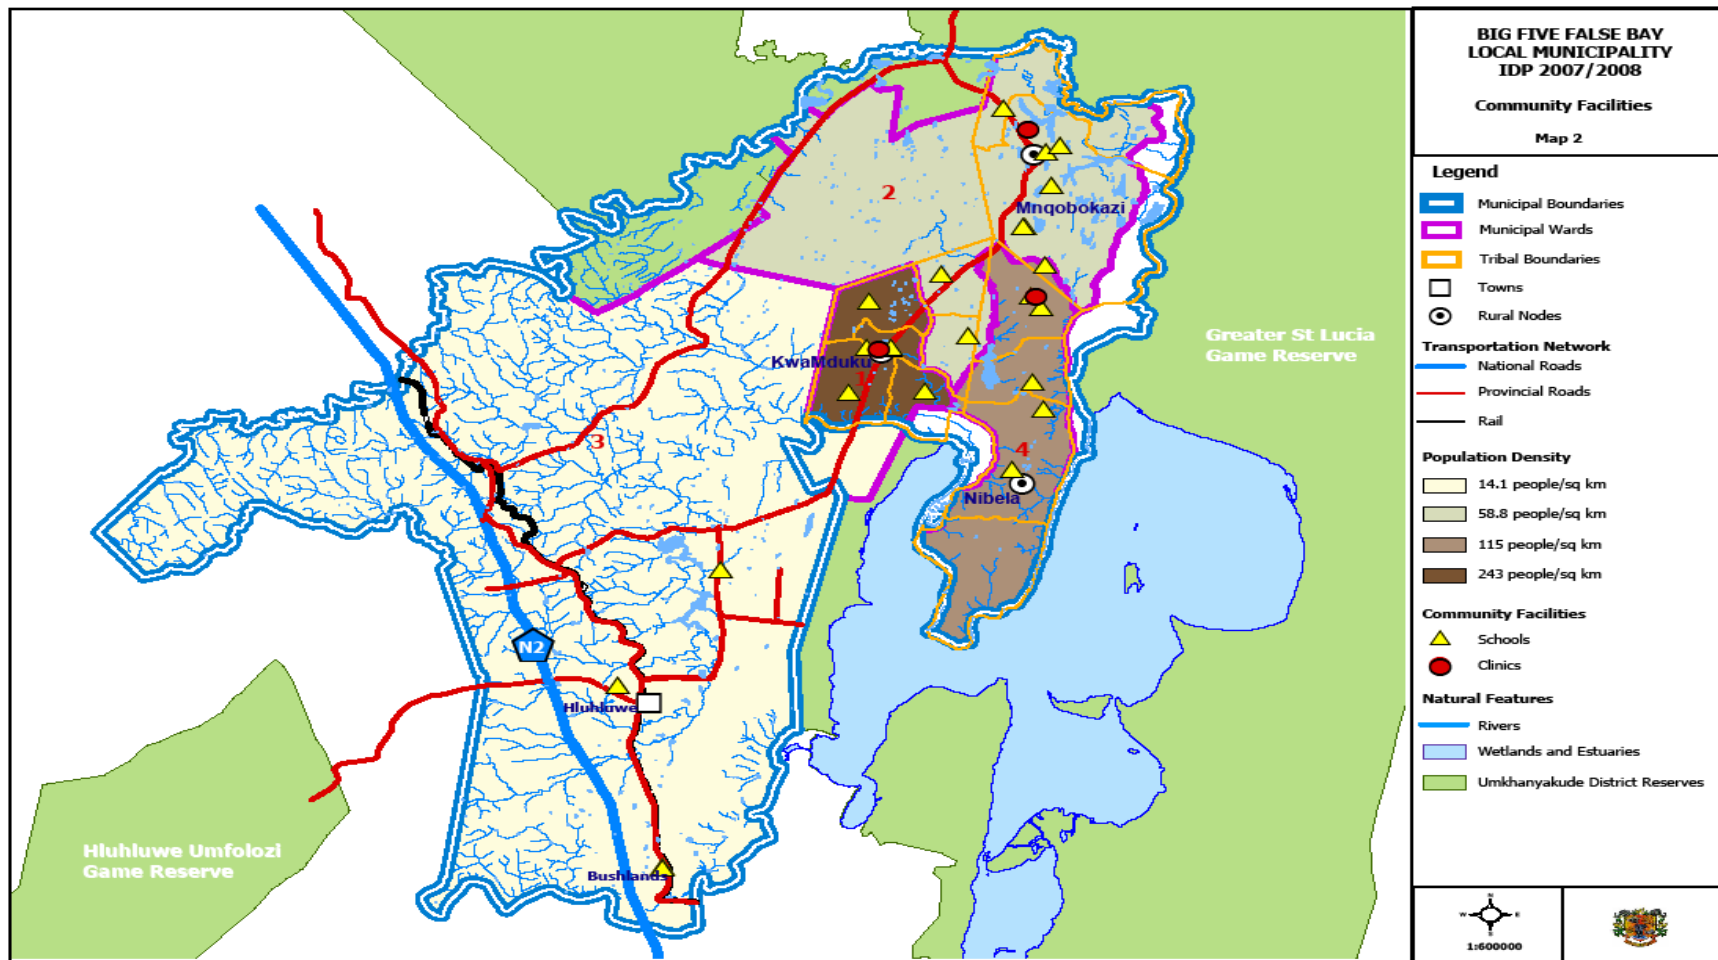 BIG FIVE FALSE BAY
LOCAL MUNICIPALITY
IDP 2007/2008
Community Facilities
Map 2
Legend
Municipal Boundaries
Municipal Wards
Tribal Boundaries
Towns
Rural Nodes
Transportation Network
National Roads
Provincial Roads
Rail
Population Density
14.1 people/sq km
58.8 people/sq km
115 people/sq km
243 people/sq km
Community Facilities
Schools
Clinics
Natural Features
Rivers
Wetlands and Estuaries
Umkhanyakude District Reserves
N
W E
S
1:600000
2
Mnqobokazi
Greater St Lucia
Game Reserve
KwaMduku
1
3
4
Nibela
N2
Hluhluwe
Hluhluwe Umfolozi
Game Reserve
Bushlands